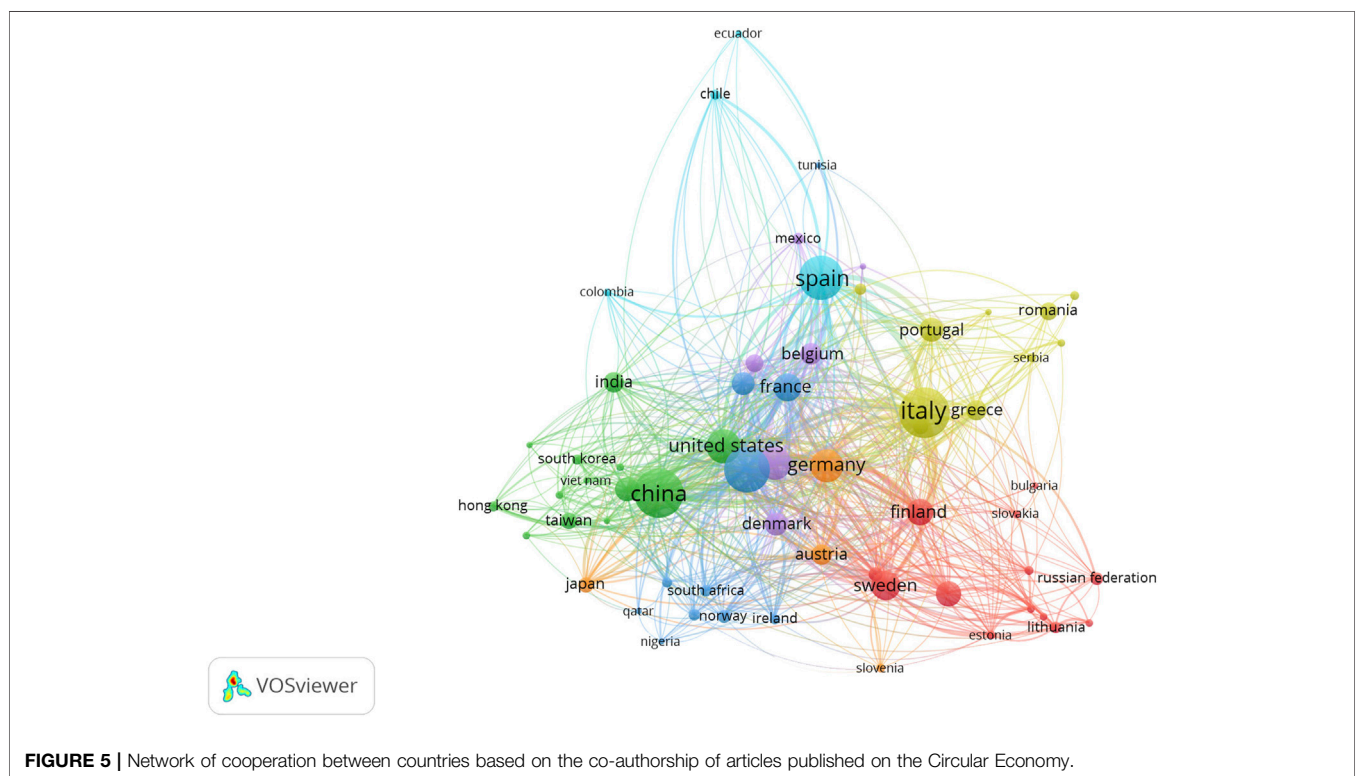 ecuador
chile
tunisia
mexico
spain
colombia
romania
portugal
belgium
serbia
india
france
italy
greece
united states
south korea
germany
viet nam
bulgaria
china
hong kong
finland
slovakia
taiwan
denmark
austria
japan
russian federation
sweden
south africa
qatar
norway
ireland
lithuania
estonia
nigeria
slovenia
VOSviewer
FIGURE 5 | Network of cooperation between countries based on the co-authorship of articles published on the Circular Economy.